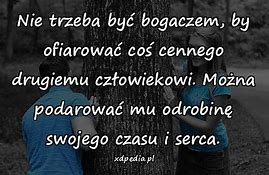 Nie trzeba być bogaczem, by
ofiarować coś cennego
drugiemu człowiekowi. Można
podarować mu odrobinę
swojego czasu i serca.
xdpedia.pl